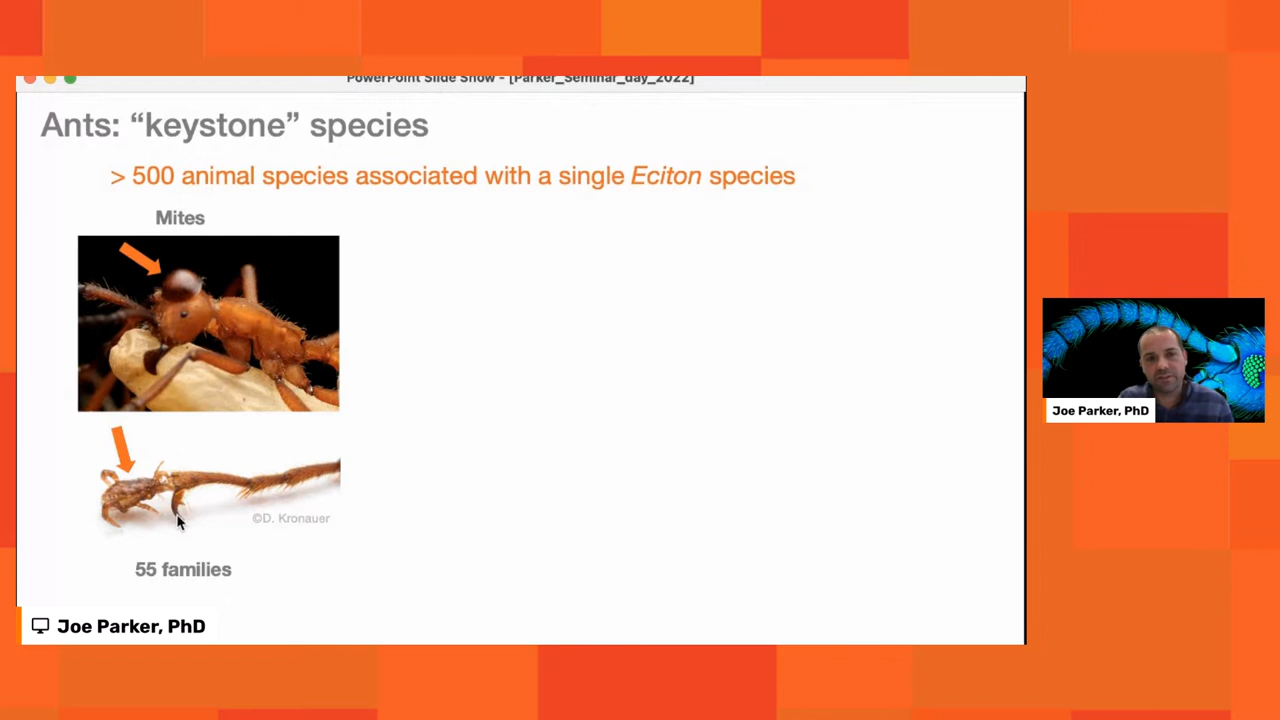 PowerPoint Slide Show - [Parker_Seminar_day_2022]
Ants: “keystone” species
> 500 animal species associated with a single Eciton species
Mites
©D. Kronauer
55 families
Joe Parker, PhD
Joe Parker, PhD